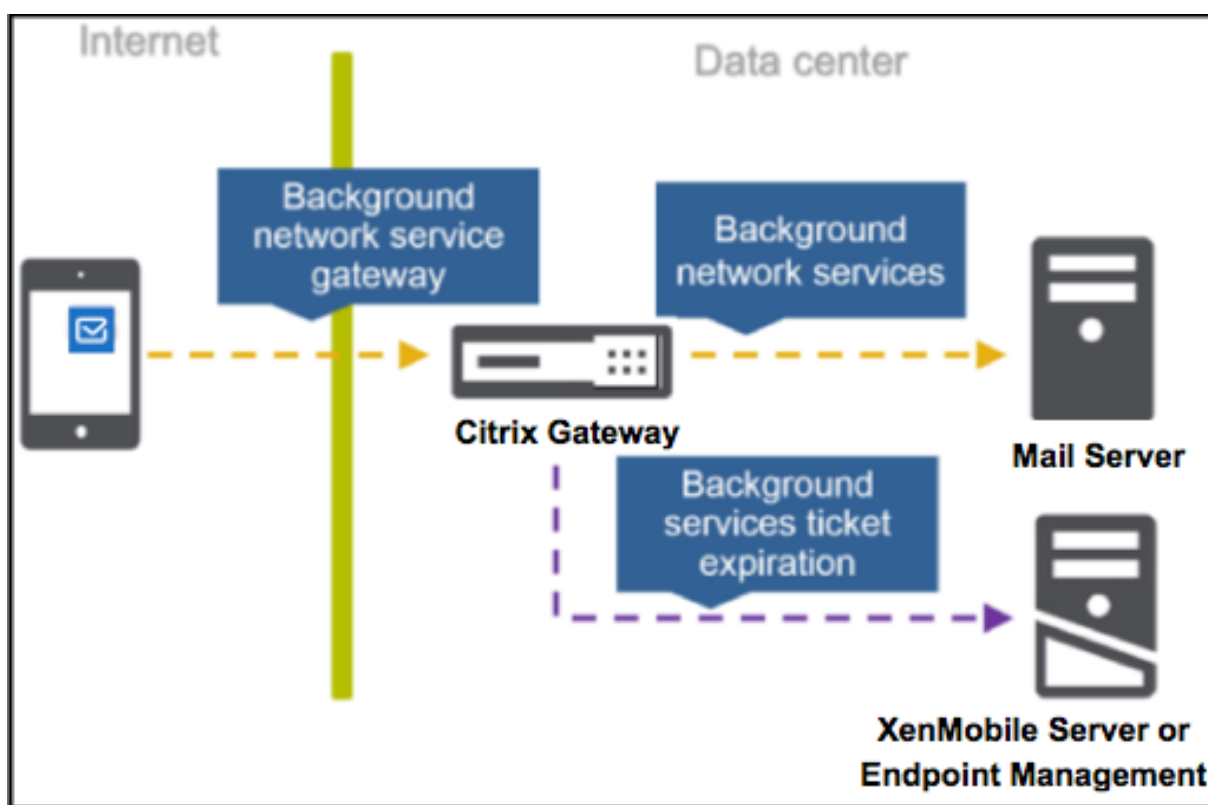 Internet
Data center
Background
network service
gateway
Background
network services
Citrix Gateway
Mail Server
Background
services ticket
expiration
XenMobile Server or
Endpoint Management